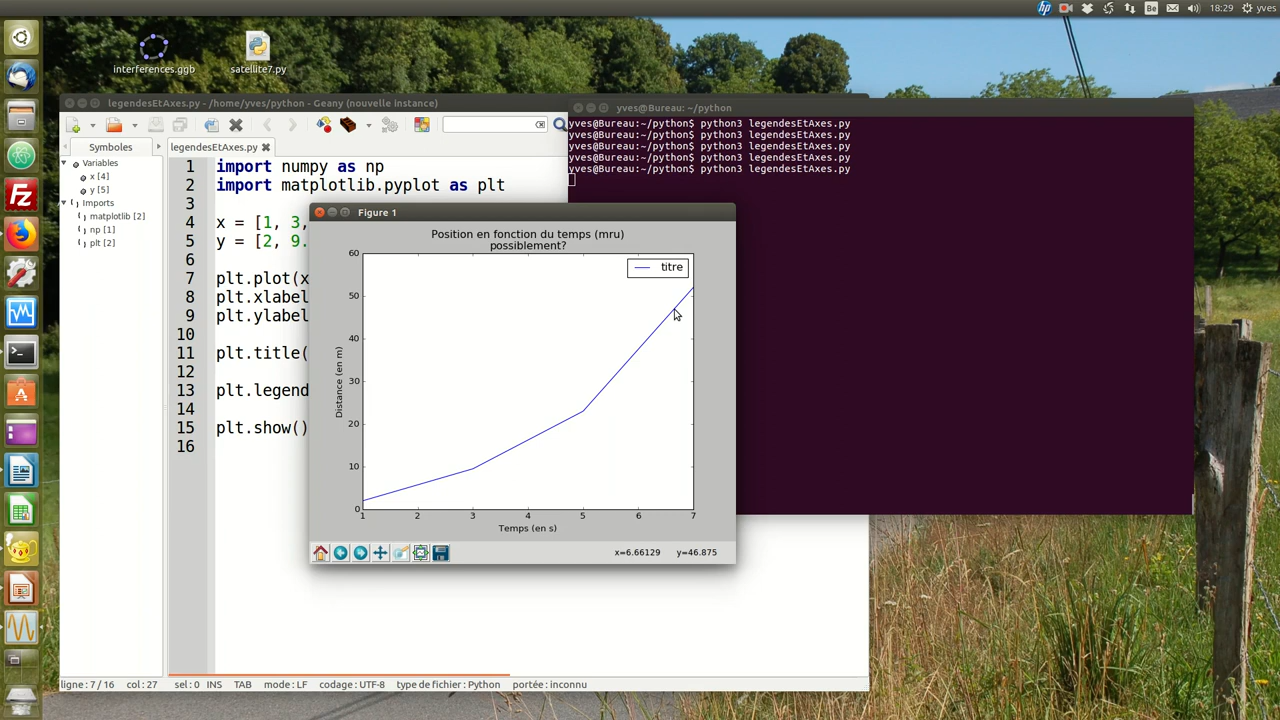 Be
18:29
yves
interferences.ggb
satellite7.py
legendesEtAxes.py - /home/yves/python - Geany (nouvelle instance)
Symboles
Variables
x [4]
y [5]
Imports
matplotlib [2]
np [1]
plt [2]
legendesEtAxes.py
1 import numpy as np
2 import matplotlib.pyplot as plt
3
4 x = [1, 3,
5 y = [2, 9.
6
7 plt.plot(x
8 plt.xlabel
9 plt.ylabel
10
11 plt.title(
12
13 plt.legend
14
15 plt.show()
16
yves@Bureau: ~/python
yves@Bureau:~/python$ python3 legendesEtAxes.py
yves@Bureau:~/python$ python3 legendesEtAxes.py
yves@Bureau:~/python$ python3 legendesEtAxes.py
yves@Bureau:~/python$ python3 legendesEtAxes.py
yves@Bureau:~/python$ python3 legendesEtAxes.py
Figure 1
Position en fonction du temps (mru)
possiblement?
titre
60
50
40
30
20
10
0
Distance (en m)
1 2 3 4 5 6 7
Temps (en s)
x=6.66129 y=46.875
ligne : 7 / 16 col : 27 sel : 0 INS TAB mode : LF codage : UTF-8 type de fichier : Python portée : inconnu